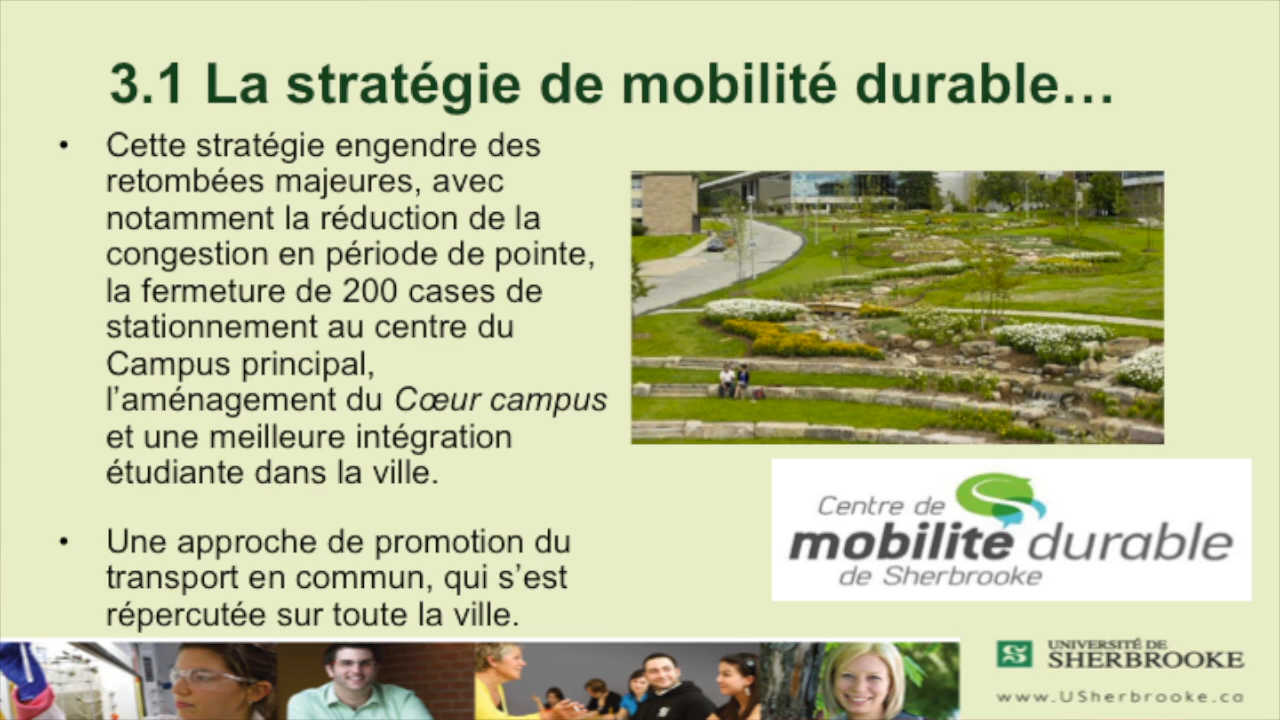 3.1 La stratégie de mobilité durable…
• Cette stratégie engendre des
retombées majeures, avec
notamment la réduction de la
congestion en période de pointe,
la fermeture de 200 cases de
stationnement au centre du
Campus principal,
l’aménagement du Cœur campus
et une meilleure intégration
étudiante dans la ville.
• Une approche de promotion du
transport en commun, qui s’est
répercutée sur toute la ville.
Centre de
mobilité durable
de Sherbrooke
UNIVERSITÉ DE
SHERBROOKE
www.USherbrooke.ca